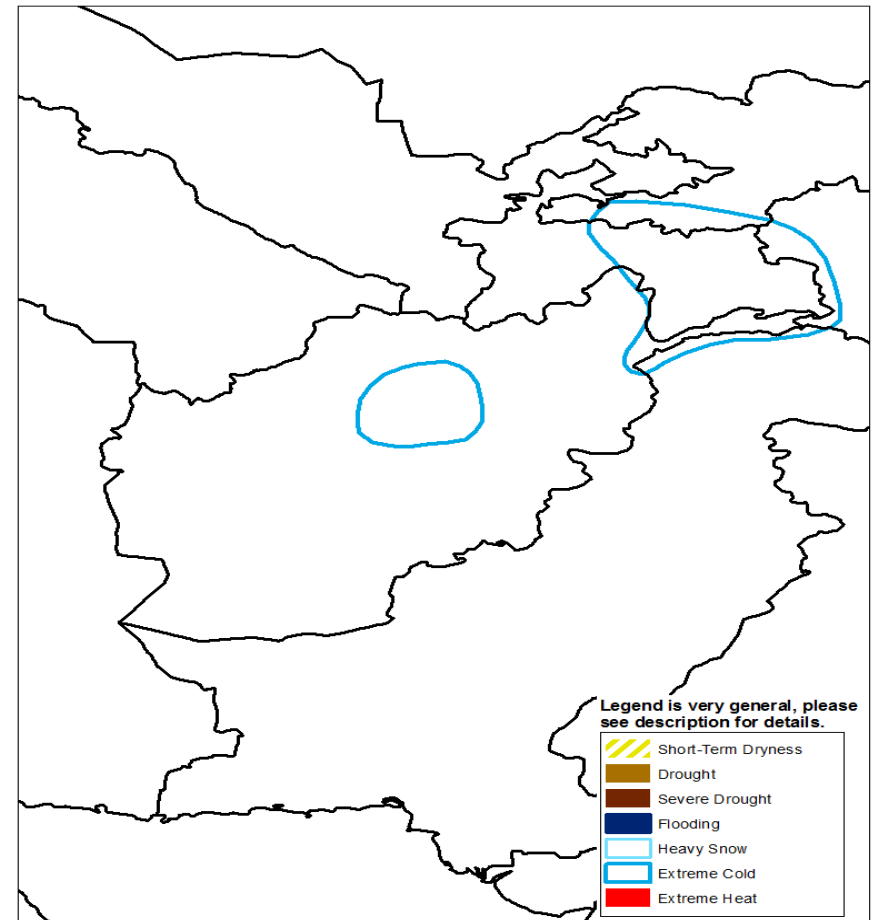 Legend is very general, please
see description for details.
Short-Term Dryness
Drought
Severe Drought
Flooding
Heavy Snow
Extreme Cold
Extreme Heat